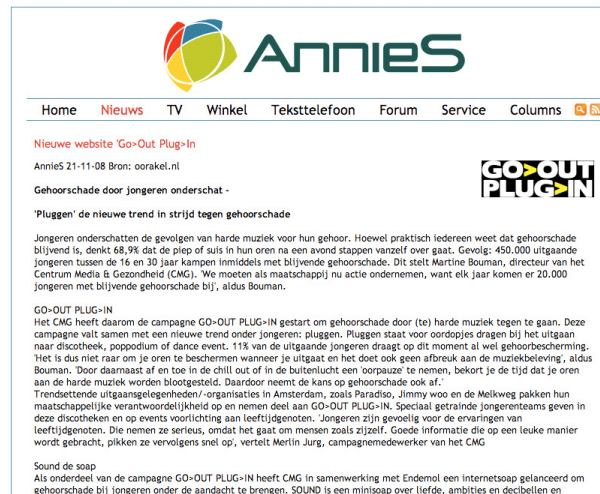 AnnieS
Home Nieuws TV Winkel Teksttelefoon Forum Service Columns
Nieuwe website 'Go>Out Plug>In
AnnieS 21-11-08 Bron: oorakel.nl
GO>OUT
PLUG>IN
Gehoorschade door jongeren onderschat -
'Pluggen' de nieuwe trend in strijd tegen gehoorschade
Jongeren onderschatten de gevolgen van harde muziek voor hun gehoor. Hoewel praktisch iedereen weet dat gehoorschade
blijvend is, denkt 68,9% dat de piep of suis in hun oren na een avond stappen vanzelf over gaat. Gevolg: 450.000 uitgaande
jongeren tussen de 16 en 30 jaar kampen inmiddels met blijvende gehoorschade. Dit stelt Martine Bouman, directeur van het
Centrum Media & Gezondheid (CMG). 'We moeten als maatschappij nu actie ondernemen, want elk jaar komen er 20.000
jongeren met blijvende gehoorschade bij', aldus Bouman.
GO>OUT PLUG>IN
Het CMG heeft daarom de campagne GO>OUT PLUG>IN gestart om gehoorschade door (te) harde muziek tegen te gaan. Deze
campagne valt samen met een nieuwe trend onder jongeren: pluggen. Pluggen staat voor oordopjes dragen bij het uitgaan
naar discotheek, poppodium of dance event. 11% van de uitgaande jongeren draagt op dit moment al wel gehoorbescherming.
'Het is dus niet raar om je oren te beschermen wanneer je uitgaat en het doet ook geen afbreuk aan de muziekbeleving', aldus
Bouman. 'Door daarnaast af en toe in de chill out of in de buitenlucht een 'oorpauze' te nemen, bekort je de tijd dat je oren
aan de harde muziek worden blootgesteld. Daardoor neemt de kans op gehoorschade ook af.'
Trendsettende uitgaansgelegenheden/-organisaties in Amsterdam, zoals Paradiso, Jimmy woo en de Melkweg pakken hun
maatschappelijke verantwoordelijkheid op en nemen deel aan GO>OUT PLUG>IN. Speciaal getrainde jongerenteams geven in
deze discotheken en op events voorlichting aan leeftijdgenoten. 'Jongeren zijn gevoelig voor de ervaringen van
leeftijdgenoten. Die nemen ze serieus, omdat het gaat om mensen zoals zijzelf. Goede informatie die op een leuke manier
wordt gebracht, pikken ze vervolgens snel op', vertelt Merlin Jurg, campagnemedewerker van het CMG
Sound de soap
Als onderdeel van de campagne GO>OUT PLUG>IN heeft CMG in samenwerking met Endemol een internetsoap gelanceerd om
gehoorschade bij jongeren onder de aandacht te brengen. SOUND is een minisoap over liefde, ambities en decibellen en